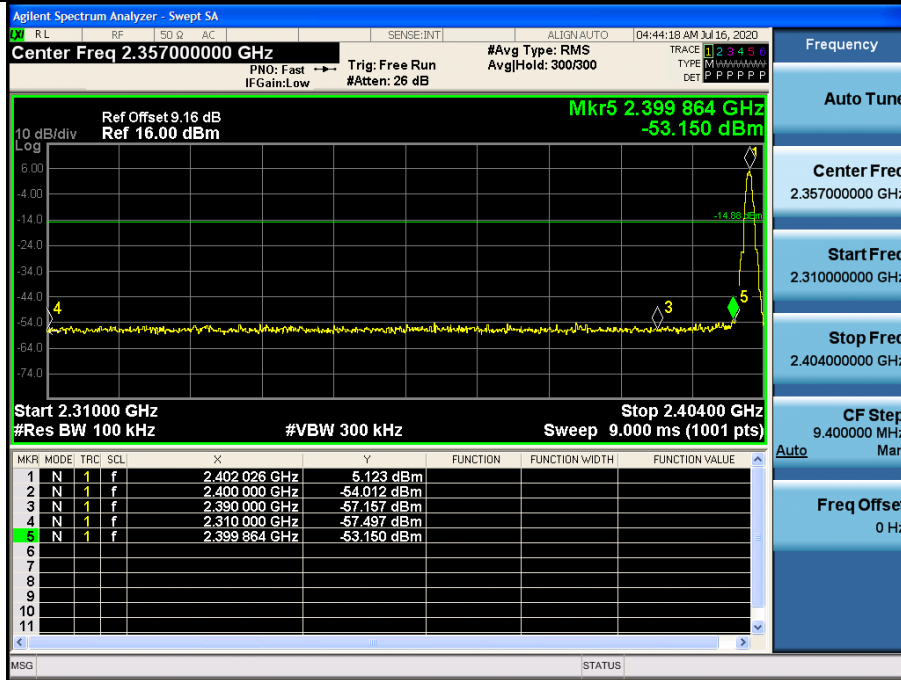 Agilent Spectrum Analyzer - Swept SA
LXI RL RF 50 Ω AC SENSE:INT ALIGN AUTO 04:44:18 AM Jul 16, 2020
Center Freq 2.357000000 GHz
PNO: Fast
IFGain:Low
Trig: Free Run
#Atten: 26 dB
#Avg Type: RMS
Avg|Hold: 300/300
TRACE 1 2 3 4 5 6
TYPE M W W W W W
DET P P P P P P
Mkr5 2.399 864 GHz
-53.150 dBm
Ref Offset 9.16 dB
10 dB/div Ref 16.00 dBm
Log
6.00
-4.00
-14.0
-24.0
-34.0
-44.0
-54.0
-64.0
-74.0
1
-14.88 dBm
4
3
5
Start 2.31000 GHz Stop 2.40400 GHz
#Res BW 100 kHz #VBW 300 kHz Sweep 9.000 ms (1001 pts)
MKR MODE TRC SCL X Y FUNCTION FUNCTION WIDTH FUNCTION VALUE
1 N 1 f 2.402 026 GHz 5.123 dBm
2 N 1 f 2.400 000 GHz -54.012 dBm
3 N 1 f 2.390 000 GHz -57.157 dBm
4 N 1 f 2.310 000 GHz -57.497 dBm
5 N 1 f 2.399 864 GHz -53.150 dBm
6
7
8
9
10
11
MSG STATUS
Frequency
Auto Tune
Center Freq
2.357000000 GHz
Start Freq
2.310000000 GHz
Stop Freq
2.404000000 GHz
CF Step
9.400000 MHz
Auto Man
Freq Offset
0 Hz